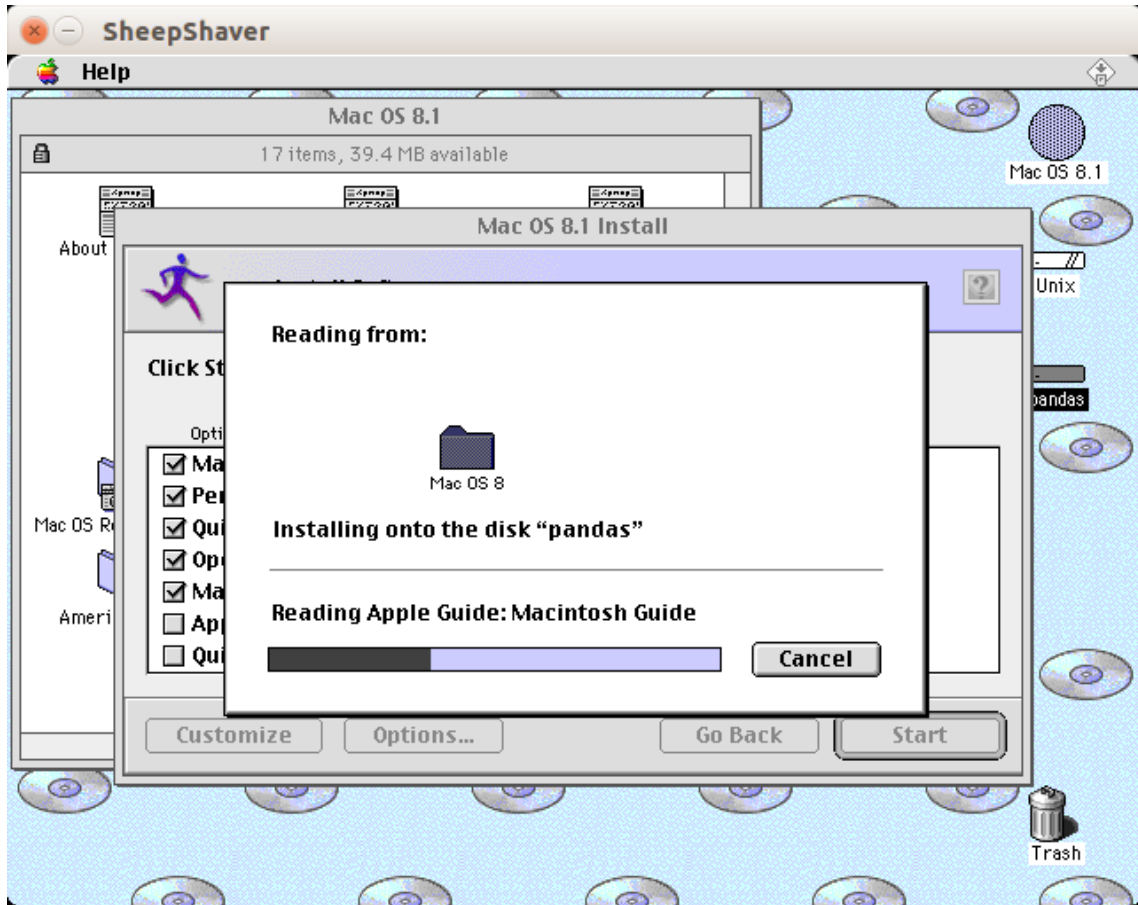 SheepShaver
Help
Mac OS 8.1
17 items, 39.4 MB available
Mac OS 8.1
About
Mac OS 8.1 Install
Unix
Reading from:
Click St
pandas
Opti
Ma
Mac OS 8
Per
Mac OS R
Qui
Installing onto the disk “pandas”
Ope
Ma
Ameri
Reading Apple Guide: Macintosh Guide
App
Qui
Cancel
Customize
Options...
Go Back
Start
Trash